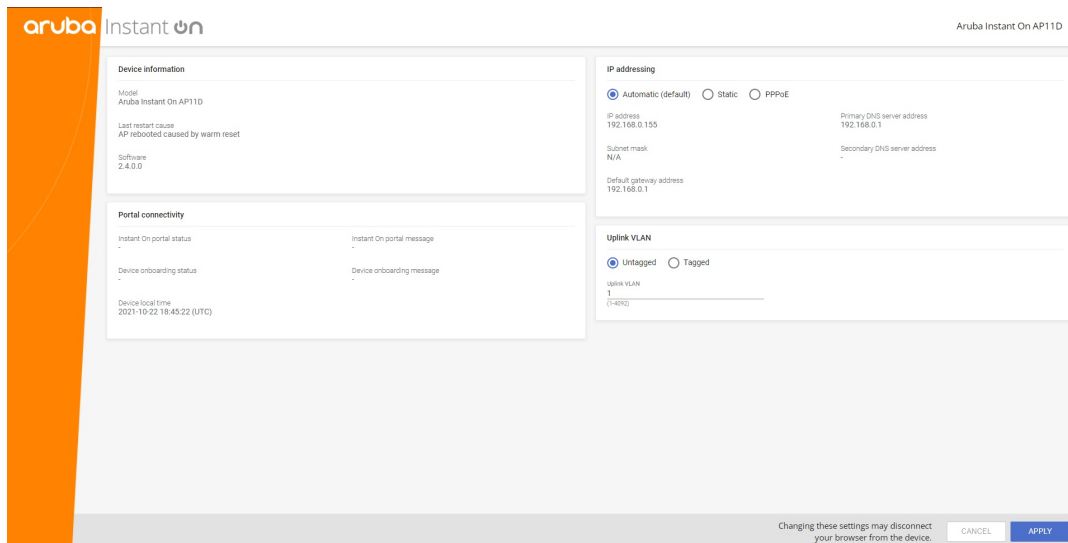 aruba Instant on
Aruba Instant On AP11D
Device information
Model
Aruba Instant On AP11D
Last restart cause
AP rebooted caused by warm reset
Software
2.4.0.0
Portal connectivity
Instant On portal status
-
Instant On portal message
-
Device onboarding status
-
Device onboarding message
-
Device local time
2021-10-22 18:45:22 (UTC)
IP addressing
Automatic (default) Static PPPoE
IP address
192.168.0.155
Primary DNS server address
192.168.0.1
Subnet mask
N/A
Secondary DNS server address
-
Default gateway address
192.168.0.1
Uplink VLAN
Untagged Tagged
Uplink VLAN
1
(1-4092)
Changing these settings may disconnect
your browser from the device.
CANCEL APPLY